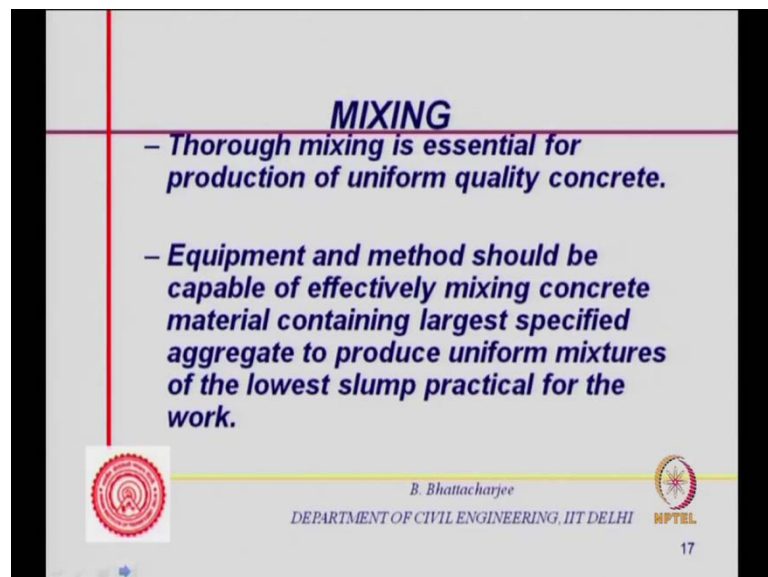 MIXING
– Thorough mixing is essential for
production of uniform quality concrete.
– Equipment and method should be
capable of effectively mixing concrete
material containing largest specified
aggregate to produce uniform mixtures
of the lowest slump practical for the
work.
B. Bhattacharjee
DEPARTMENT OF CIVIL ENGINEERING, IIT DELHI
NPTEL
17